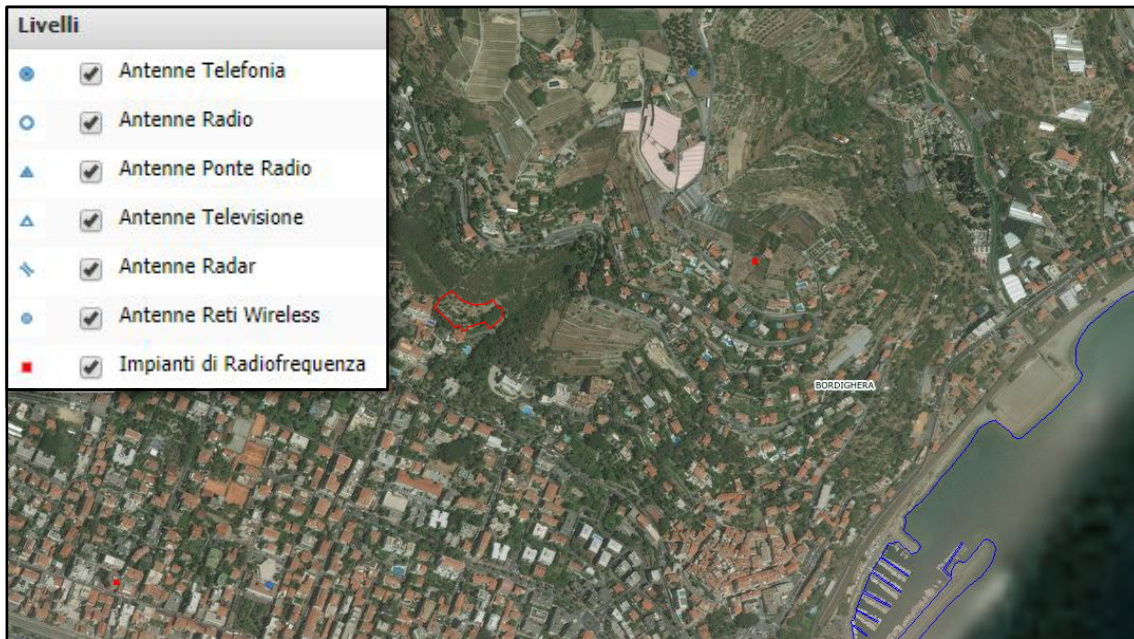 Livelli
Antenne Telefonia
Antenne Radio
Antenne Ponte Radio
Antenne Televisione
Antenne Radar
Antenne Reti Wireless
Impianti di Radiofrequenza
BORDIGHERA